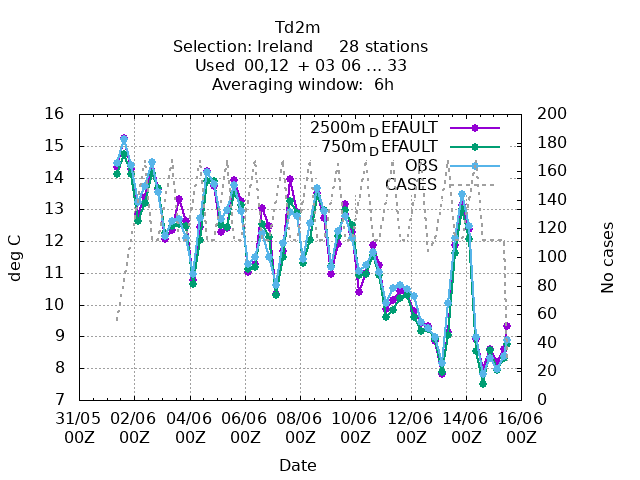 Td2m
Selection: Ireland 28 stations
Used 00,12 + 03 06 ... 33
Averaging window: 6h
2500m_DEFAULT
750m_DEFAULT
OBS
CASES
16
15
14
13
12
11
10
9
8
7
deg C
200
180
160
140
120
100
80
60
40
20
0
No cases
31/05 02/06 04/06 06/06 08/06 10/06 12/06 14/06 16/06
00Z 00Z 00Z 00Z 00Z 00Z 00Z 00Z 00Z
Date